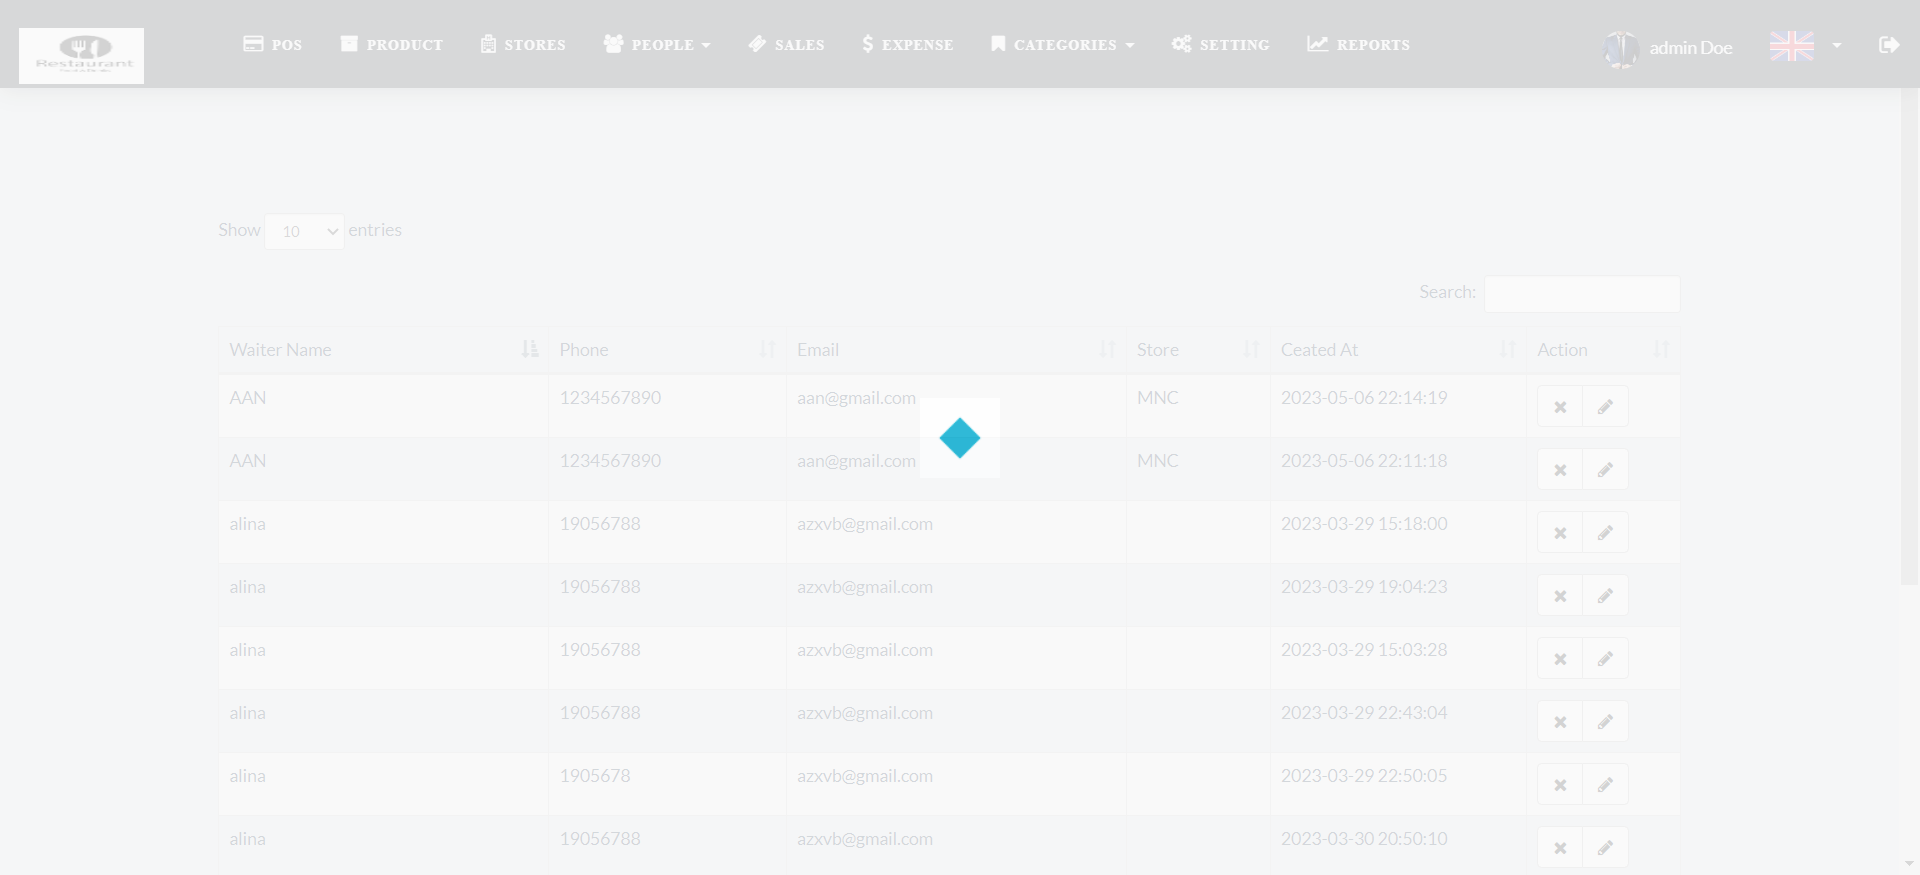 Restaurant
POS PRODUCT STORES PEOPLE SALES EXPENSE CATEGORIES SETTING REPORTS admin Doe
Show 10 entries
Search:
Waiter Name Phone Email Store Ceated At Action
AAN 1234567890 aan@gmail.com MNC 2023-05-06 22:14:19
AAN 1234567890 aan@gmail.com MNC 2023-05-06 22:11:18
alina 19056788 azxvb@gmail.com 2023-03-29 15:18:00
alina 19056788 azxvb@gmail.com 2023-03-29 19:04:23
alina 19056788 azxvb@gmail.com 2023-03-29 15:03:28
alina 19056788 azxvb@gmail.com 2023-03-29 22:43:04
alina 1905678 azxvb@gmail.com 2023-03-29 22:50:05
alina 19056788 azxvb@gmail.com 2023-03-30 20:50:10